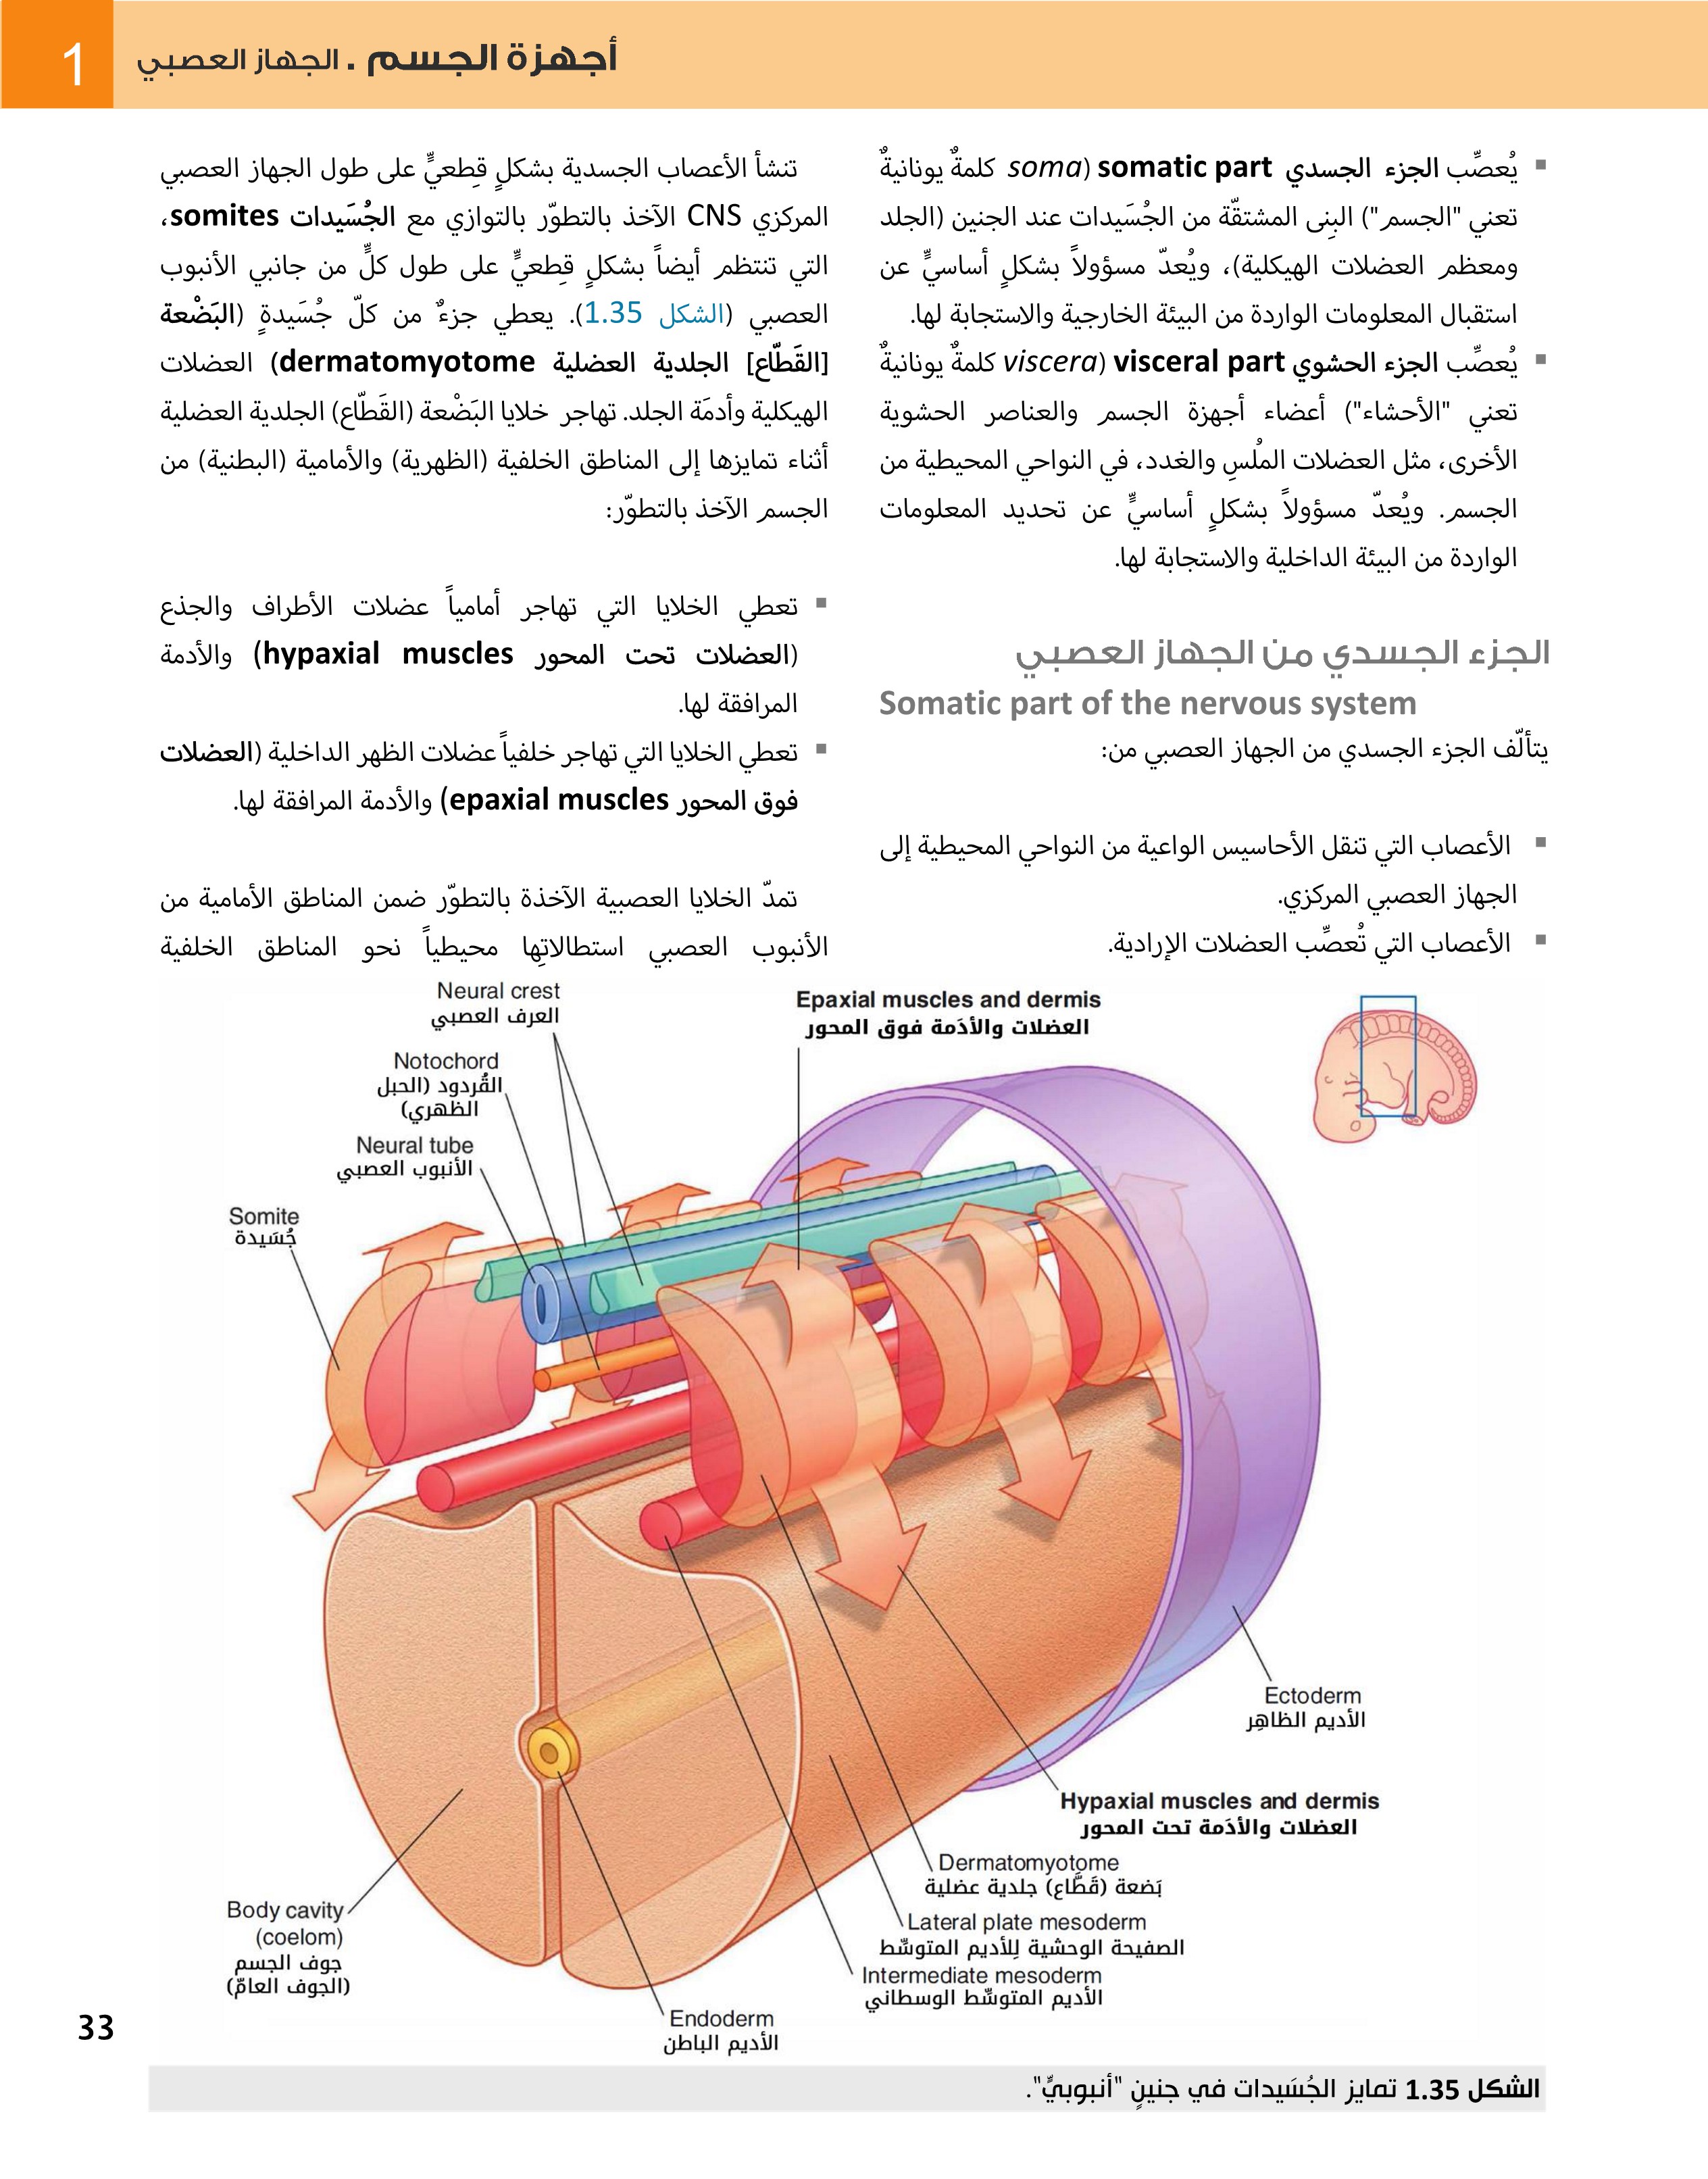 أجهزة الجسم . الجهاز العصبي
1
يُعصِّب الجزء الجسدي somatic part (soma كلمةٌ يونانيةٌ
تعني "الجسم") البِنى المشتقّة من الجُسَيدات عند الجنين (الجلد
ومعظم العضلات الهيكلية)، ويُعدّ مسؤولاً بشكلٍ أساسيٍّ عن
استقبال المعلومات الواردة من البيئة الخارجية والاستجابة لها.
يُعصِّب الجزء الحشوي visceral part (viscera كلمةٌ يونانيةٌ
تعني "الأحشاء") أعضاء أجهزة الجسم والعناصر الحشوية
الأخرى، مثل العضلات الملُسِ والغدد، في النواحي المحيطية من
الجسم. ويُعدّ مسؤولاً بشكلٍ أساسيٍّ عن تحديد المعلومات
الواردة من البيئة الداخلية والاستجابة لها.
الجزء الجسدي من الجهاز العصبي
Somatic part of the nervous system
يتألّف الجزء الجسدي من الجهاز العصبي من:
الأعصاب التي تنقل الأحاسيس الواعية من النواحي المحيطية إلى
الجهاز العصبي المركزي.
الأعصاب التي تُعصِّب العضلات الإرادية.
تنشأ الأعصاب الجسدية بشكلٍ قِطعيٍّ على طول الجهاز العصبي
المركزي CNS الآخذ بالتطوّر بالتوازي مع الجُسَيدات somites،
التي تنتظم أيضاً بشكلٍ قِطعيٍّ على طول كلٍّ من جانبي الأنبوب
العصبي (الشكل 1.35). يعطي جزءٌ من كلّ جُسَيدةٍ (البَضْعة
[القَطّاع] الجلدية العضلية dermatomyotome) العضلات
الهيكلية وأدمَة الجلد. تهاجر خلايا البَضْعة (القَطّاع) الجلدية العضلية
أثناء تمايزها إلى المناطق الخلفية (الظهرية) والأمامية (البطنية) من
الجسم الآخذ بالتطوّر:
تعطي الخلايا التي تهاجر أمامياً عضلات الأطراف والجذع
(العضلات تحت المحور hypaxial muscles) والأدمة
المرافقة لها.
تعطي الخلايا التي تهاجر خلفياً عضلات الظهر الداخلية (العضلات
فوق المحور epaxial muscles) والأدمة المرافقة لها.
تمدّ الخلايا العصبية الآخذة بالتطوّر ضمن المناطق الأمامية من
الأنبوب العصبي استطالاتِها محيطياً نحو المناطق الخلفية
Neural crest
العرف العصبي
Epaxial muscles and dermis
العضلات والأدَمة فوق المحور
Notochord
القُردود (الحبل
الظهري)
Neural tube
الأنبوب العصبي
Somite
جُسَيدة
Ectoderm
الأديم الظاهِر
Hypaxial muscles and dermis
العضلات والأدَمة تحت المحور
Dermatomyotome
بَضعة (قَطَّاع) جلدية عضلية
Lateral plate mesoderm
الصفيحة الوحشية لِلأديم المتوسِّط
Intermediate mesoderm
الأديم المتوسِّط الوسطاني
Body cavity
(coelom)
جوف الجسم
(الجوف العامّ)
Endoderm
الأديم الباطن
33
الشكل 1.35 تمايز الجُسَيدات في جنينٍ "أنبوبيٍّ".